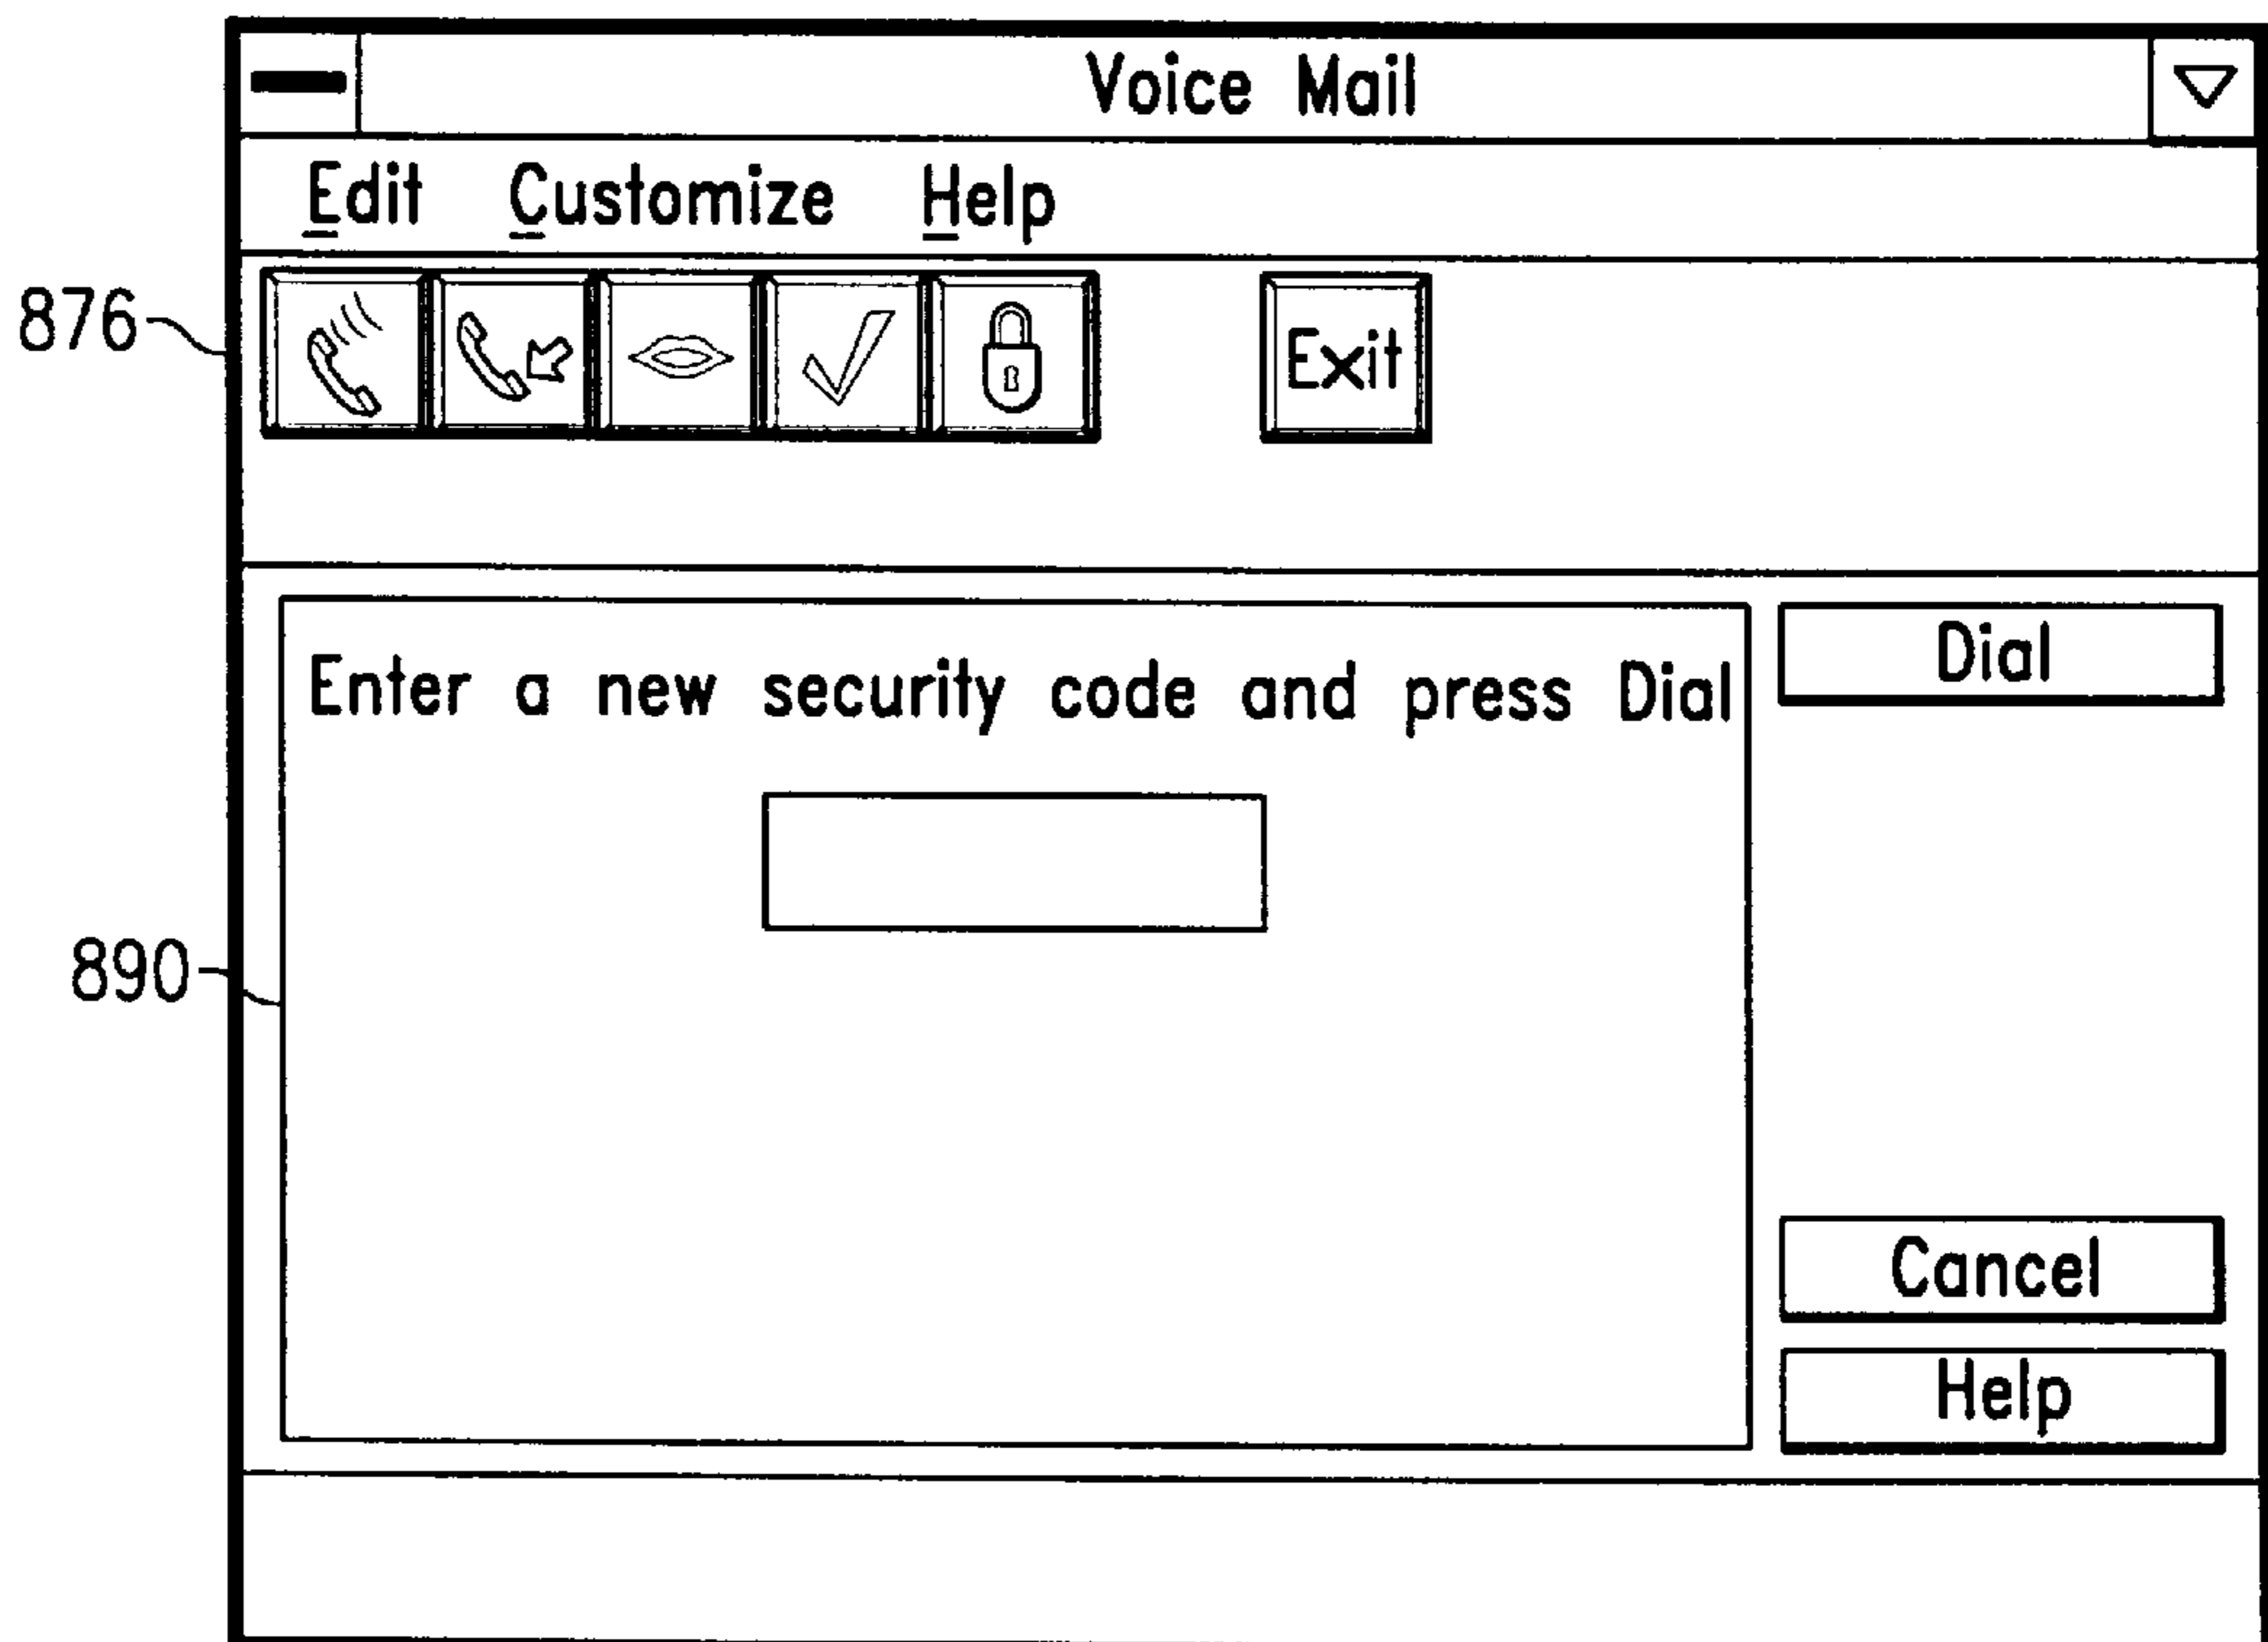 Voice Mail
Edit Customize Help
876
Exit
Enter a new security code and press Dial
Dial
890
Cancel
Help